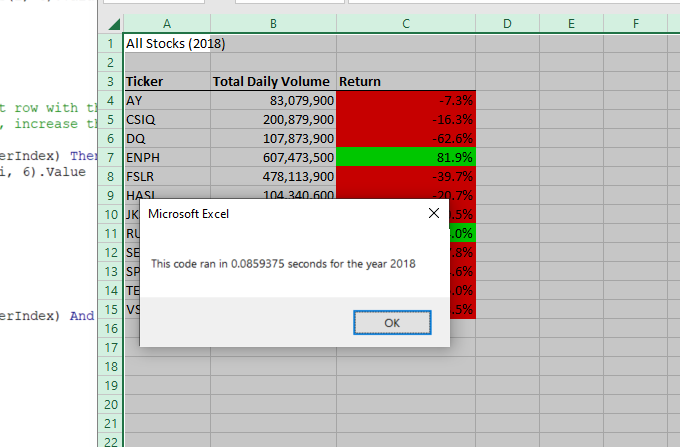 A B C D E F
1 All Stocks (2018)
2
3 Ticker Total Daily Volume Return
t row with th
4 AY 83,079,900 -7.3%
, increase th
5 CSIQ 200,879,900 -16.3%
6 DQ 107,873,900 -62.6%
erIndex) Then
7 ENPH 607,473,500 81.9%
i, 6).Value
8 FSLR 478,113,900 -39.7%
9 HASI 104,340,600 -20.7%
10 JK .5%
11 RU .0%
12 SE .8%
13 SP .6%
14 TE .0%
15 VS .5%
erIndex) And
16
17
18
19
20
21
22
Microsoft Excel
This code ran in 0.0859375 seconds for the year 2018
OK